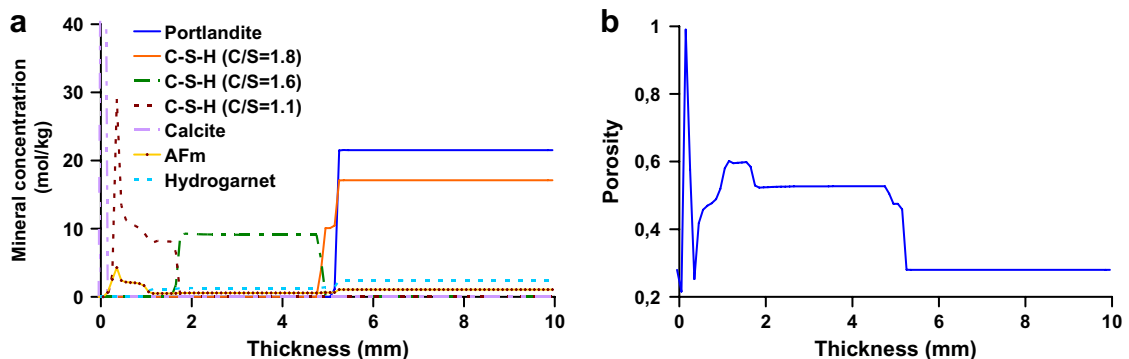 a
40
30
20
10
0
Mineral concentratrion
(mol/kg)
Portlandite
C-S-H (C/S=1.8)
C-S-H (C/S=1.6)
C-S-H (C/S=1.1)
Calcite
AFm
Hydrogarnet
0 2 4 6 8 10
Thickness (mm)
b
1
0,8
0,6
0,4
0,2
Porosity
0 2 4 6 8 10
Thickness (mm)